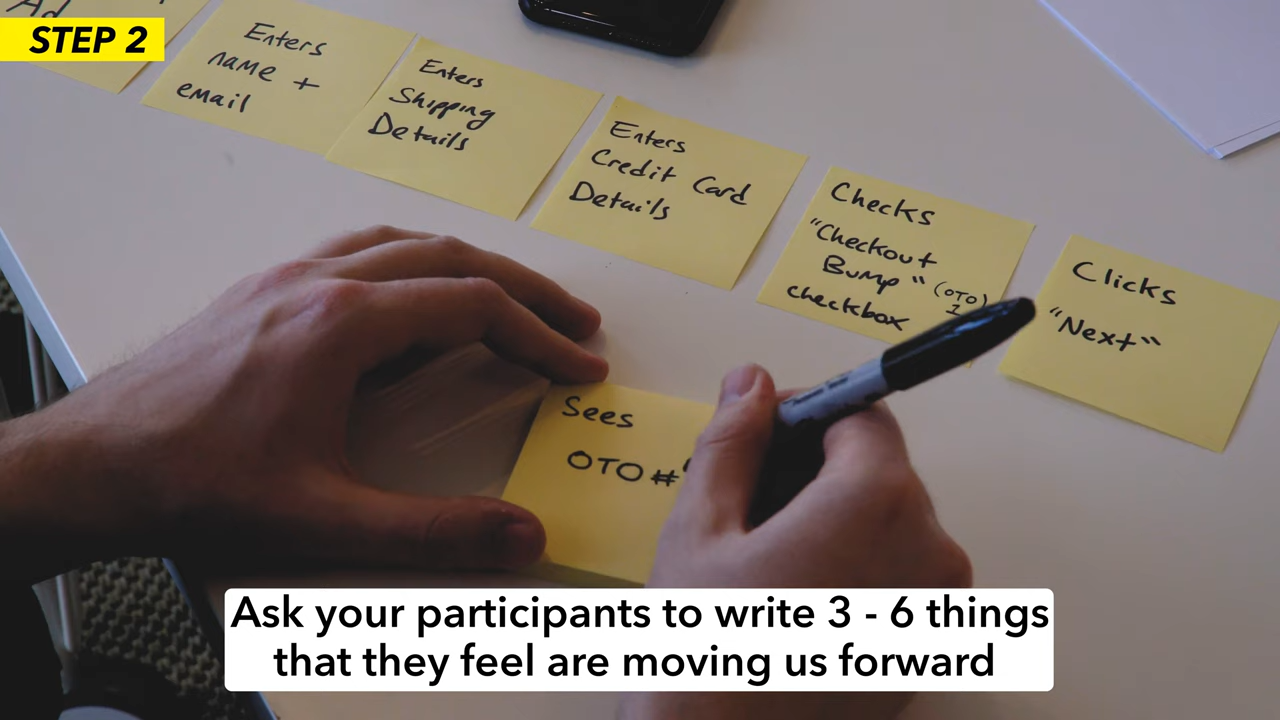 Ad
STEP 2
Enters
name +
email
Enters
Shipping
Details
Enters
Credit Card
Details
Checks
"Checkout
Bump" (OTO)
1
checkbox
Clicks
"Next"
Sees
OTO #
Ask your participants to write 3 - 6 things
that they feel are moving us forward